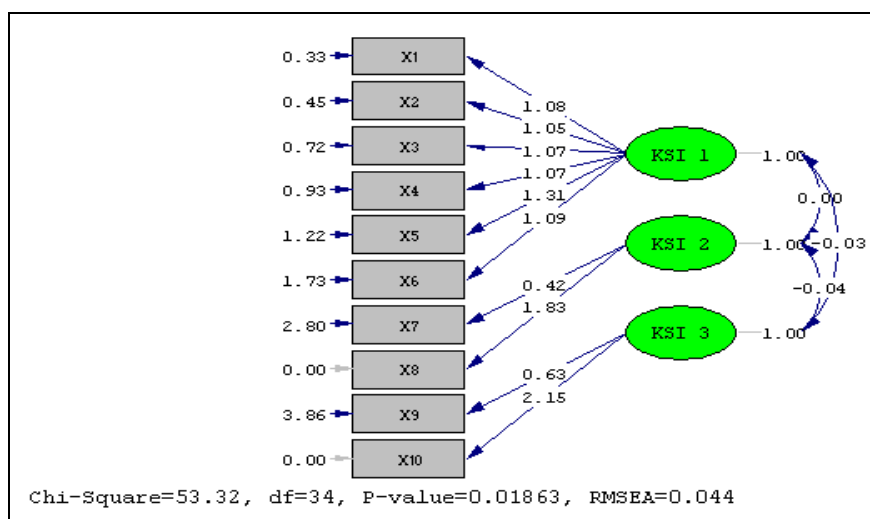 0.33 X1
0.45 X2
0.72 X3
0.93 X4
1.22 X5
1.73 X6
2.80 X7
0.00 X8
3.86 X9
0.00 X10
1.08
1.05
1.07
1.07
1.31
1.09
0.42
1.83
0.63
2.15
KSI 1 1.00
KSI 2 1.00
KSI 3 1.00
0.00
-0.03
-0.04
Chi-Square=53.32, df=34, P-value=0.01863, RMSEA=0.044